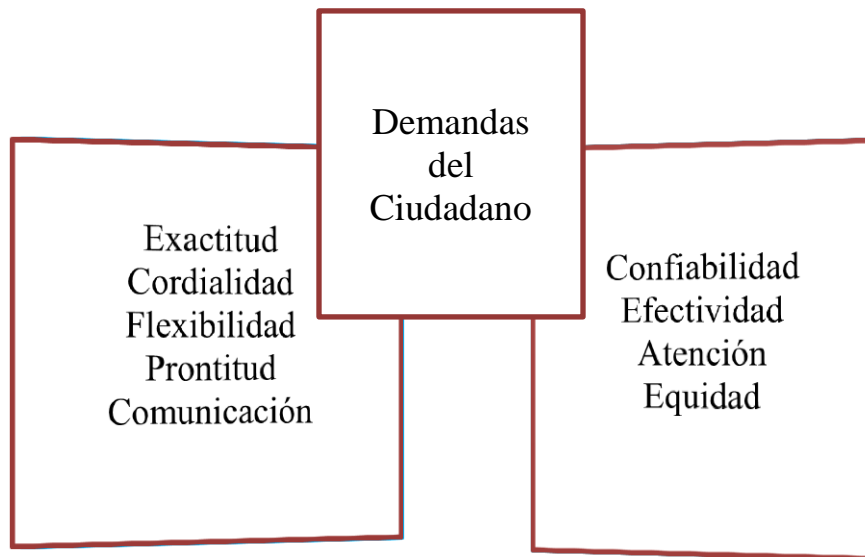 Demandas
del
Ciudadano
Exactitud
Cordialidad
Flexibilidad
Prontitud
Comunicación
Confiabilidad
Efectividad
Atención
Equidad